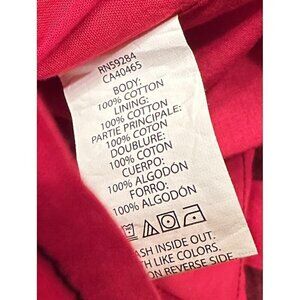 RN59284
CA40465
BODY:
100% COTTON
LINING:
100% COTTON
PARTIE PRINCIPALE:
100% COTON
DOUBLURE:
100% COTON
CUERPO:
100% ALGODÓN
FORRO:
100% ALGODÓN
INSIDE OUT.
LIKE COLORS.
ON REVERSE SIDE.